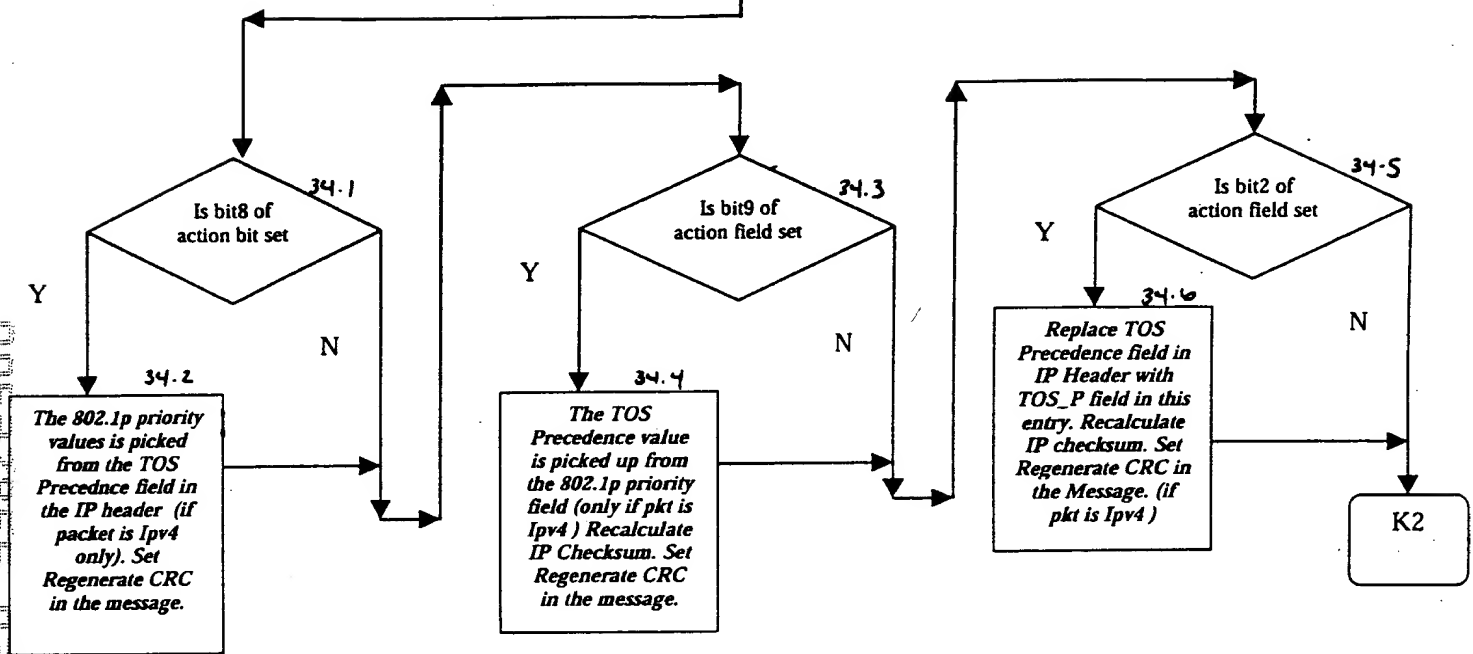 34.1
Is bit8 of
action bit set
Y
N
34.2
The 802.1p priority
values is picked
from the TOS
Precednce field in
the IP header (if
packet is Ipv4
only). Set
Regenerate CRC
in the message.
34.3
Is bit9 of
action field set
Y
N
34.4
The TOS
Precedence value
is picked up from
the 802.1p priority
field (only if pkt is
Ipv4 ) Recalculate
IP Checksum. Set
Regenerate CRC
in the message.
34.5
Is bit2 of
action field set
Y
N
34.6
Replace TOS
Precedence field in
IP Header with
TOS_P field in this
entry. Recalculate
IP checksum. Set
Regenerate CRC in
the Message. (if
pkt is Ipv4 )
K2